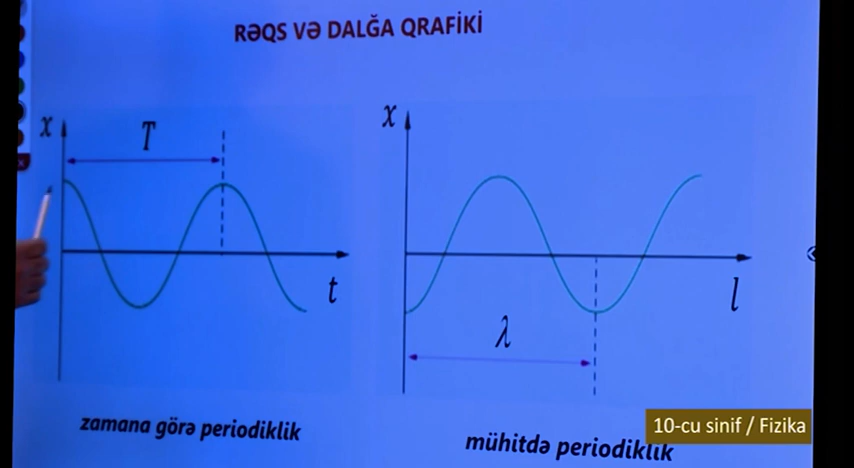 RƏQS VƏ DALĞA QRAFİKİ
x
T
t
zamana görə periodiklik
x
λ
l
mühitdə periodiklik
10-cu sinif / Fizika